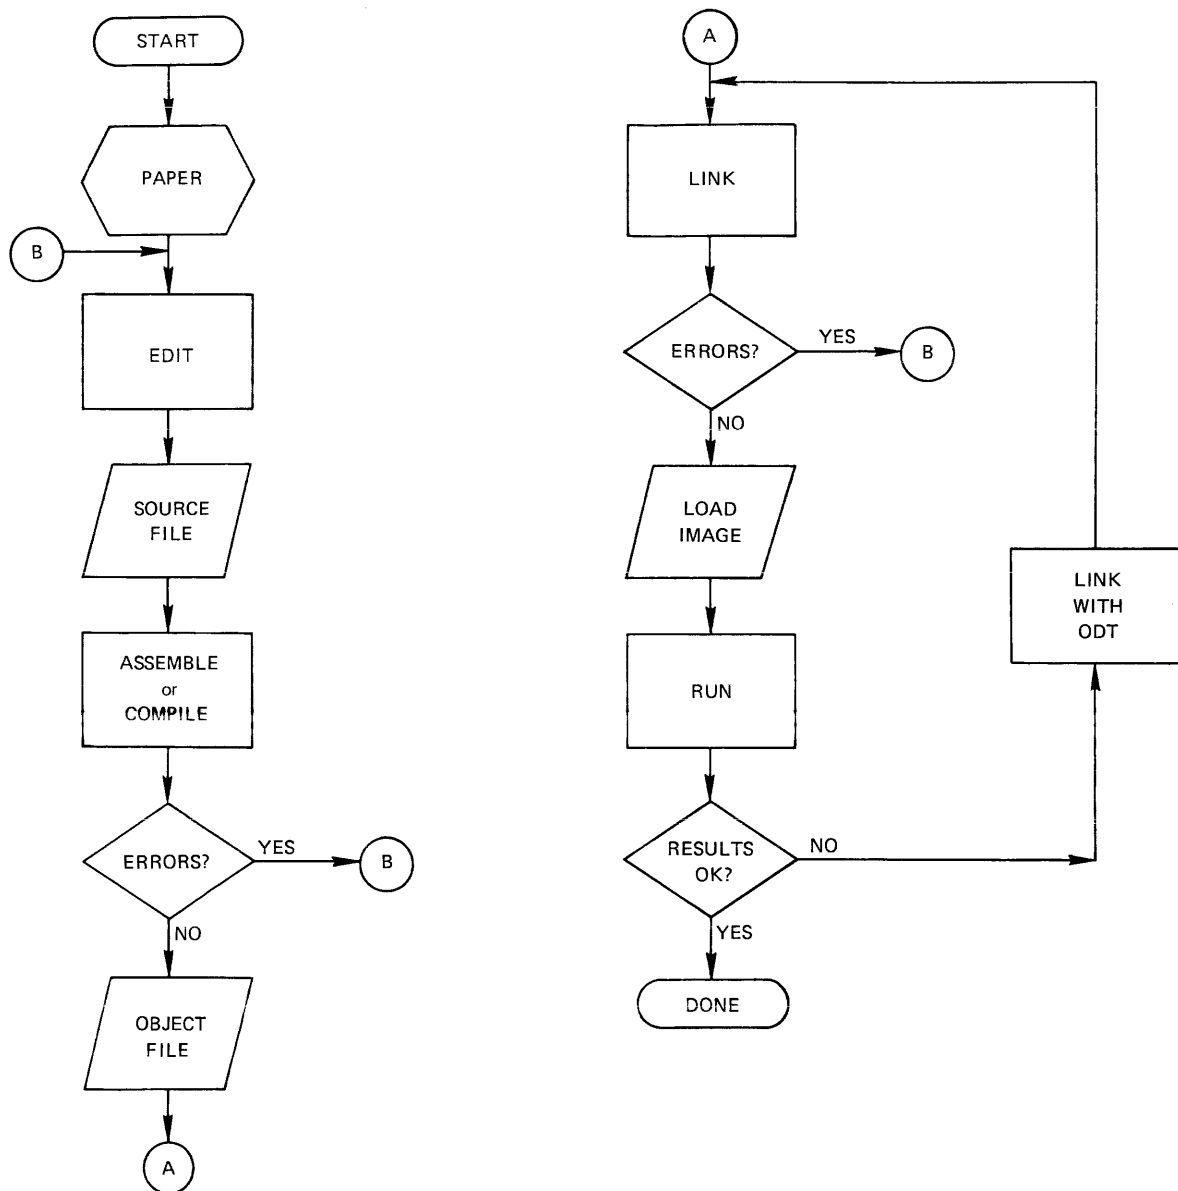 START
PAPER
B
EDIT
SOURCE
FILE
ASSEMBLE
or
COMPILE
ERRORS?
YES
B
NO
OBJECT
FILE
A
A
LINK
ERRORS?
YES
B
NO
LOAD
IMAGE
RUN
RESULTS
OK?
NO
YES
DONE
LINK
WITH
ODT